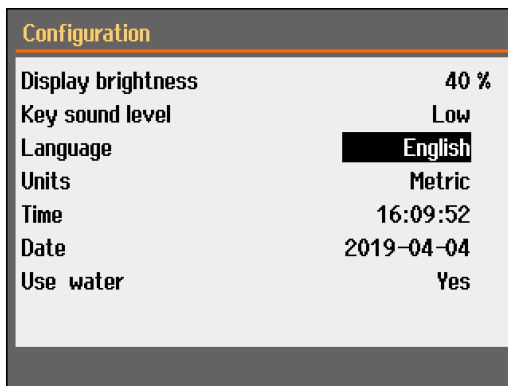 Configuration
Display brightness 40 %
Key sound level Low
Language English
Units Metric
Time 16:09:52
Date 2019-04-04
Use water Yes